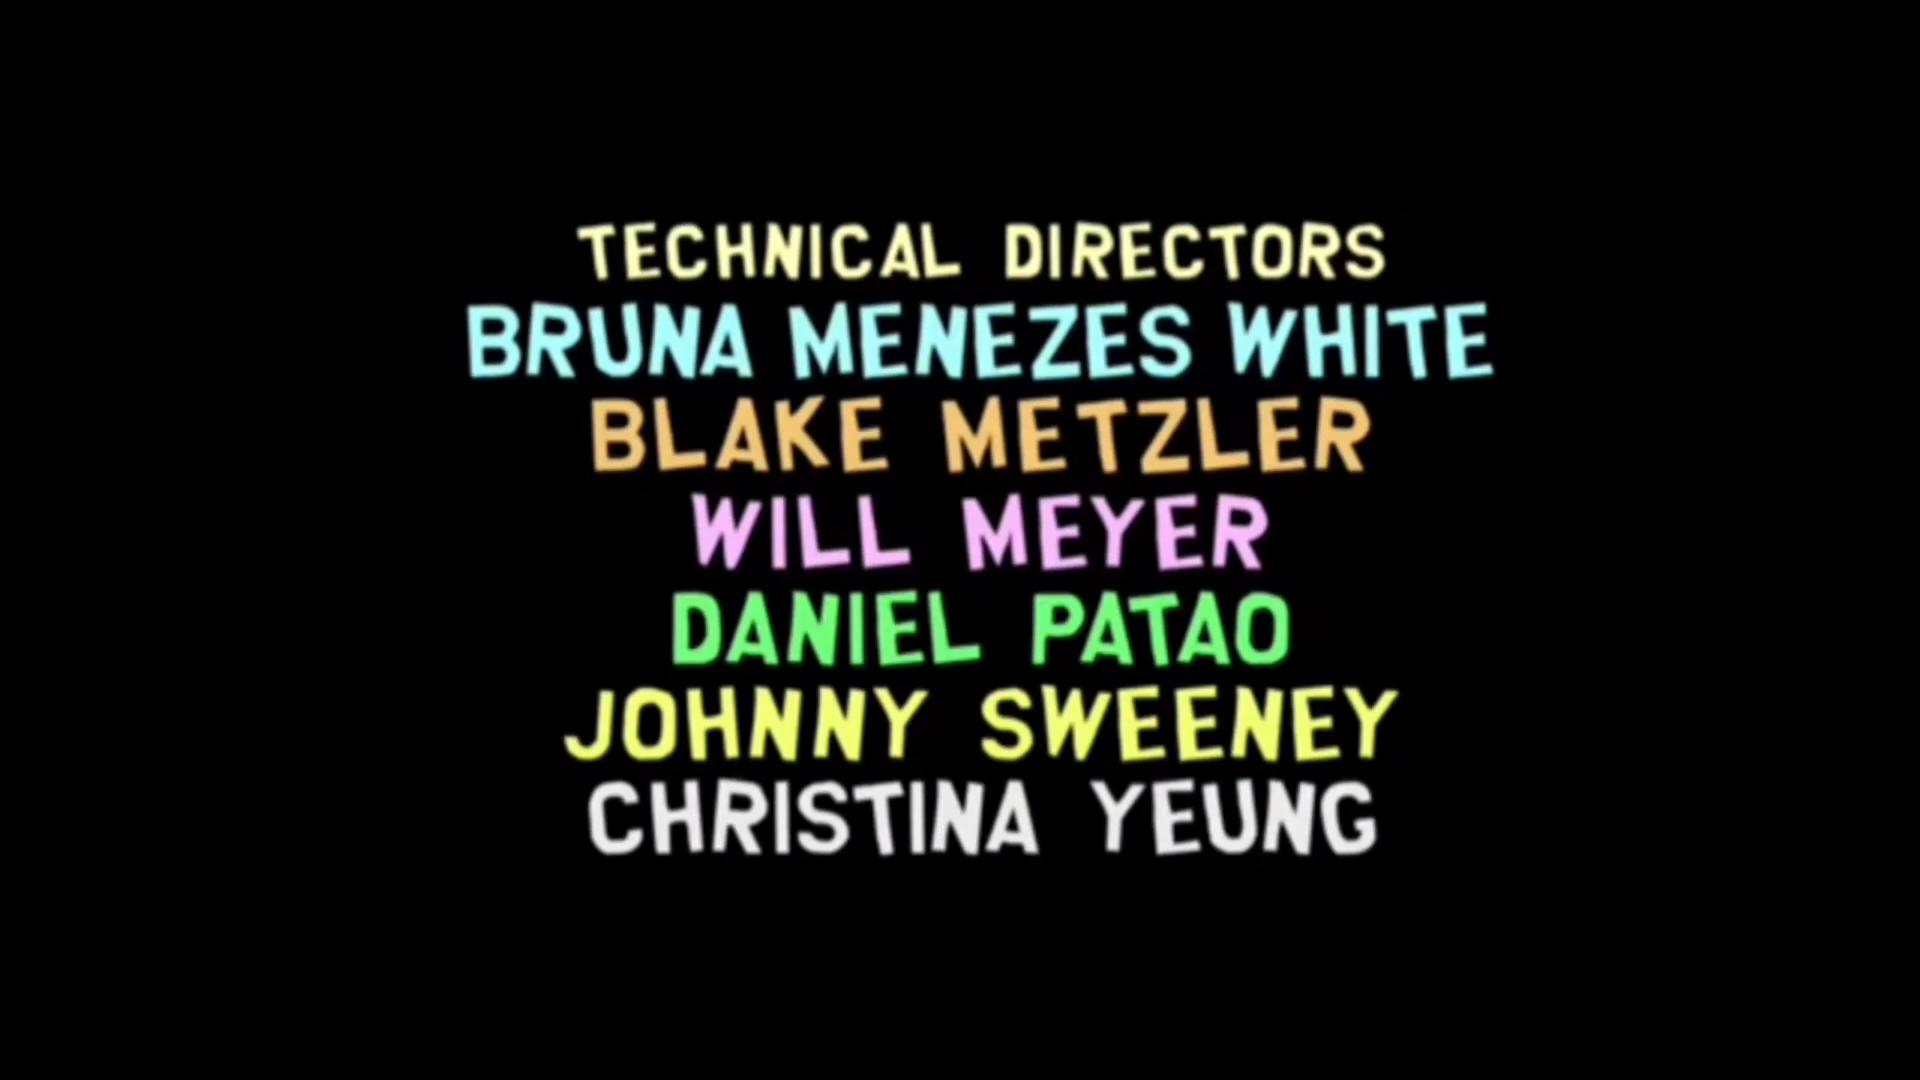 TECHNICAL DIRECTORS
BRUNA MENEZES WHITE
BLAKE METZLER
WILL MEYER
DANIEL PATAO
JOHNNY SWEENEY
CHRISTINA YEUNG